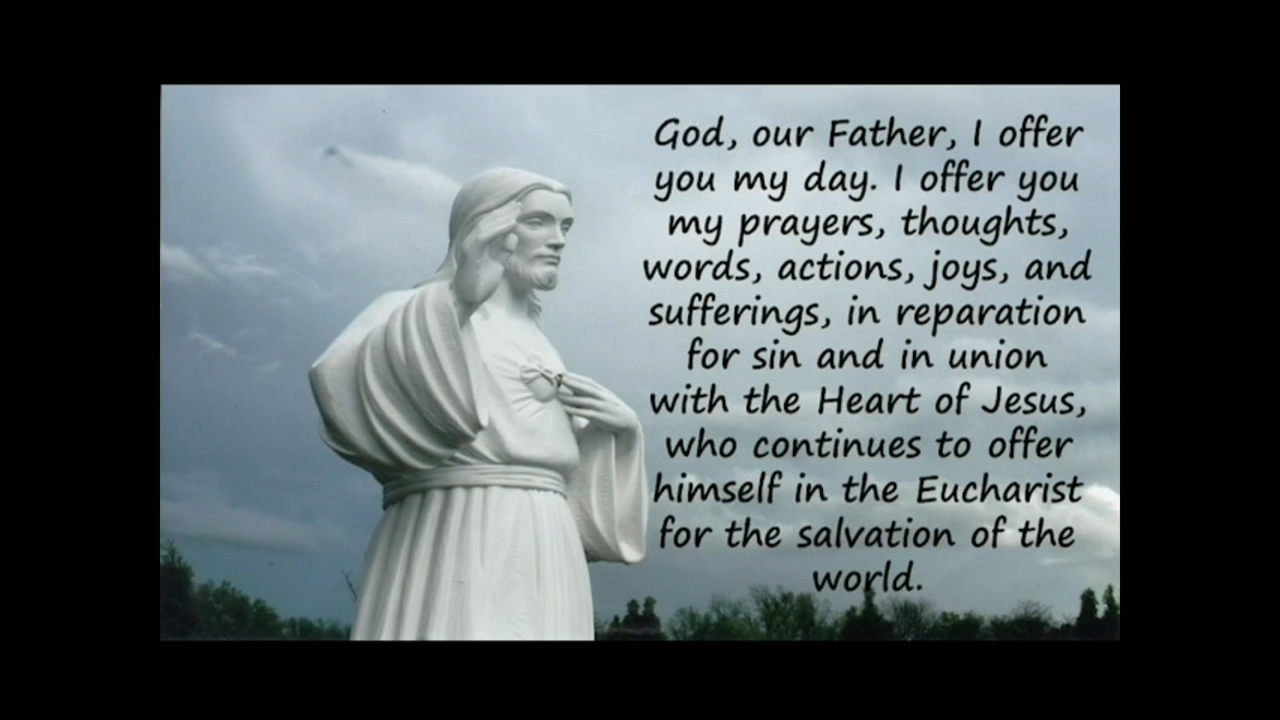 God, our Father, I offer
you my day. I offer you
my prayers, thoughts,
words, actions, joys, and
sufferings, in reparation
for sin and in union
with the Heart of Jesus,
who continues to offer
himself in the Eucharist
for the salvation of the
world.